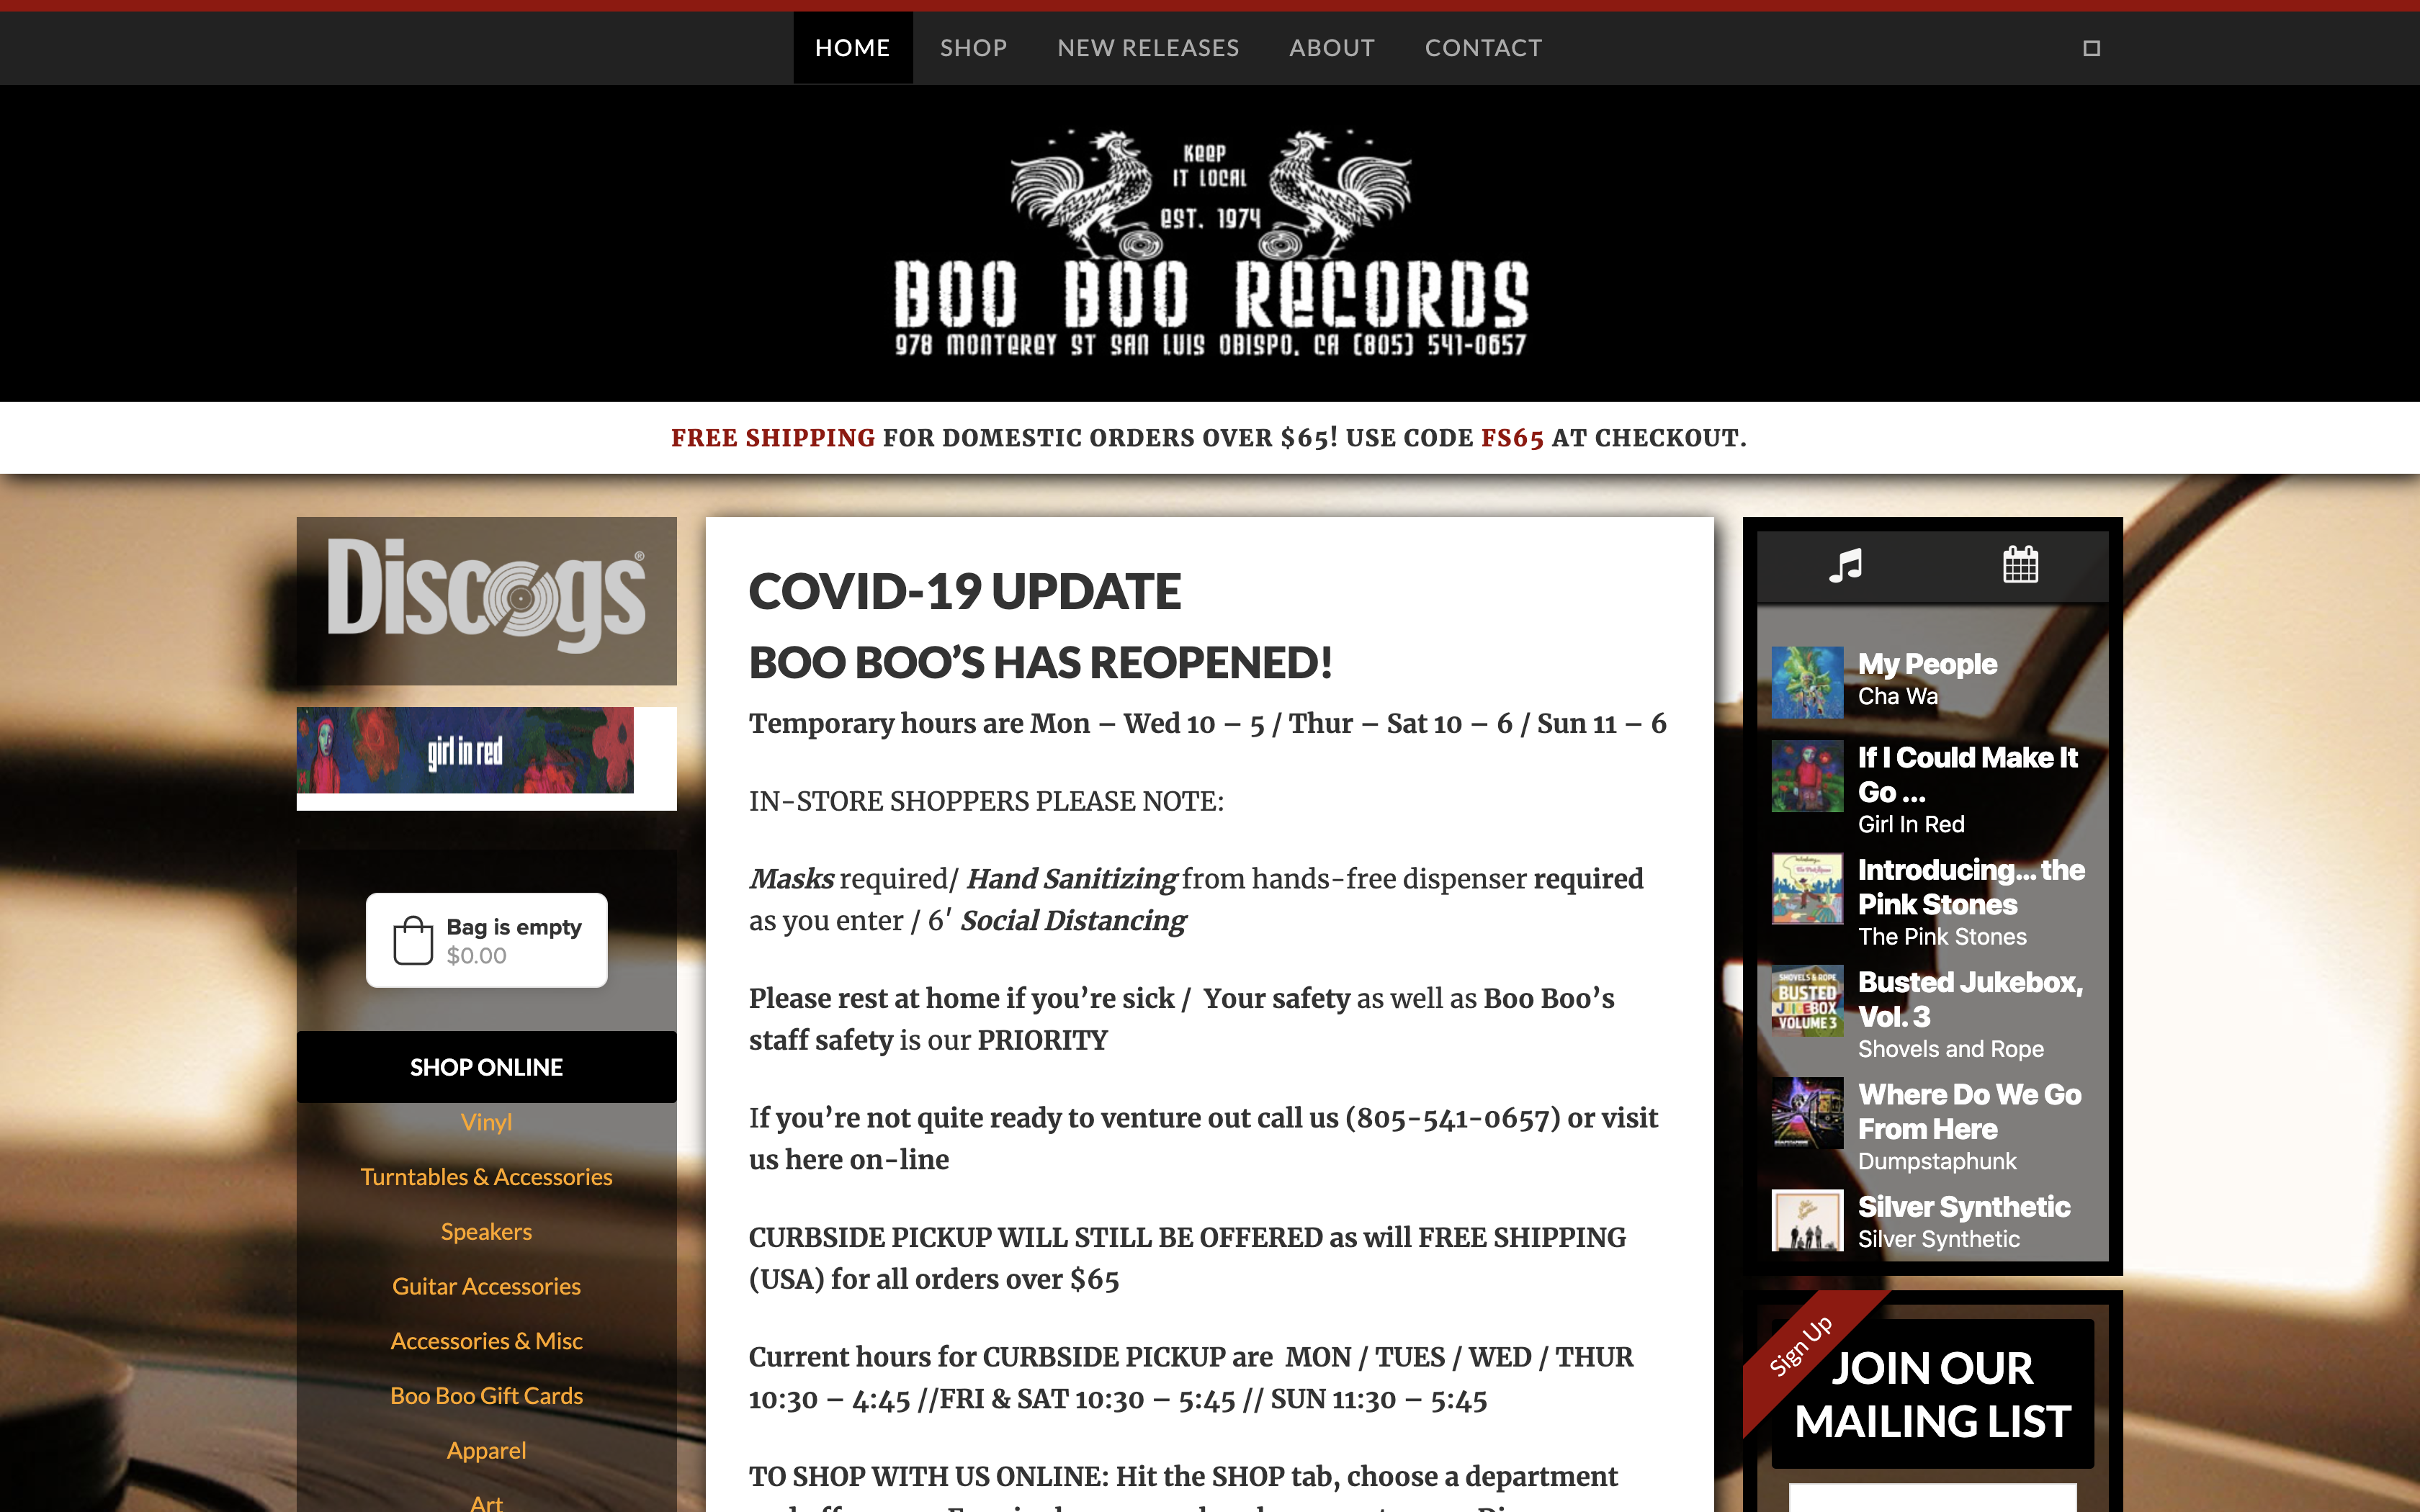 HOME
SHOP
NEW RELEASES
ABOUT
CONTACT
KEEP
IT LOCAL
EST. 1974
BOO BOO RECORDS
978 MONTEREY ST SAN LUIS OBISPO, CA (805) 541-0657
FREE SHIPPING FOR DOMESTIC ORDERS OVER $65! USE CODE FS65 AT CHECKOUT.
Discogs®
girl in red
Bag is empty
$0.00
SHOP ONLINE
Vinyl
Turntables & Accessories
Speakers
Guitar Accessories
Accessories & Misc
Boo Boo Gift Cards
Apparel
Art
COVID-19 UPDATE
BOO BOO’S HAS REOPENED!
Temporary hours are Mon – Wed 10 – 5 / Thur – Sat 10 – 6 / Sun 11 – 6
IN-STORE SHOPPERS PLEASE NOTE:
Masks required/ Hand Sanitizing from hands-free dispenser required
as you enter / 6′ Social Distancing
Please rest at home if you’re sick /  Your safety as well as Boo Boo’s
staff safety is our PRIORITY
If you’re not quite ready to venture out call us (805-541-0657) or visit
us here on-line
CURBSIDE PICKUP WILL STILL BE OFFERED as will FREE SHIPPING
(USA) for all orders over $65
Current hours for CURBSIDE PICKUP are  MON / TUES / WED / THUR
10:30 – 4:45 //FRI & SAT 10:30 – 5:45 // SUN 11:30 – 5:45
TO SHOP WITH US ONLINE: Hit the SHOP tab, choose a department
My People
Cha Wa
If I Could Make It
Go ...
Girl In Red
Introducing... the
Pink Stones
The Pink Stones
SHOVELS & ROPE
BUSTED
JUKEBOX
VOLUME 3
Busted Jukebox,
Vol. 3
Shovels and Rope
Where Do We Go
From Here
Dumpstaphunk
Silver Synthetic
Silver Synthetic
Sign Up
JOIN OUR
MAILING LIST